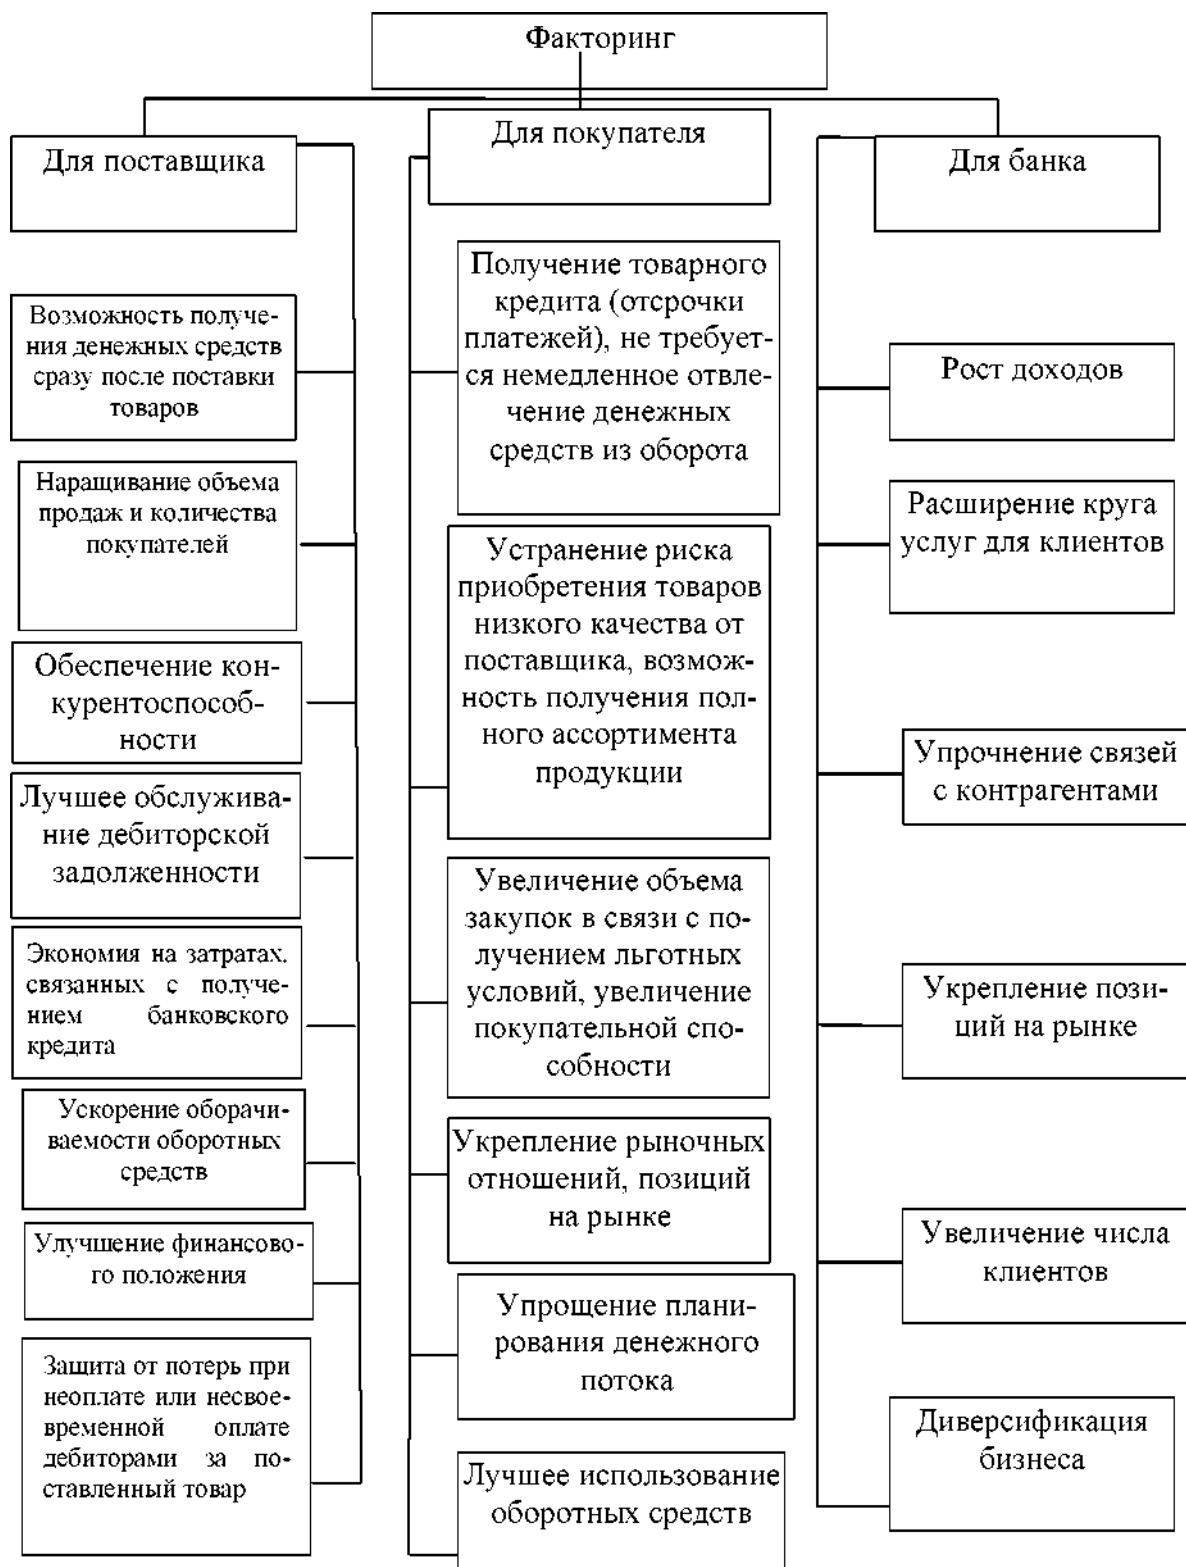 Факторинг
Для поставщика
Возможность получе-
ния денежных средств
сразу после поставки
товаров
Наращивание объема
продаж и количества
покупателей
Обеспечение кон-
курентоспособ-
ности
Лучшее обслужива-
ние дебиторской
задолженности
Экономия на затратах,
связанных с получе-
нием банковского
кредита
Ускорение оборачи-
ваемости оборотных
средств
Улучшение финансово-
го положения
Защита от потерь при
неоплате или несвое-
временной оплате
дебиторами за по-
ставленный товар
Для покупателя
Получение товарного
кредита (отсрочки
платежей), не требует-
ся немедленное отвле-
чение денежных
средств из оборота
Устранение риска
приобретения товаров
низкого качества от
поставщика, возмож-
ность получения пол-
ного ассортимента
продукции
Увеличение объема
закупок в связи с по-
лучением льготных
условий, увеличение
покупательной спо-
собности
Укрепление рыночных
отношений, позиций
на рынке
Упрощение плани-
рования денежного
потока
Лучшее использование
оборотных средств
Для банка
Рост доходов
Расширение круга
услуг для клиентов
Упрочнение связей
с контрагентами
Укрепление пози-
ций на рынке
Увеличение числа
клиентов
Диверсификация
бизнеса